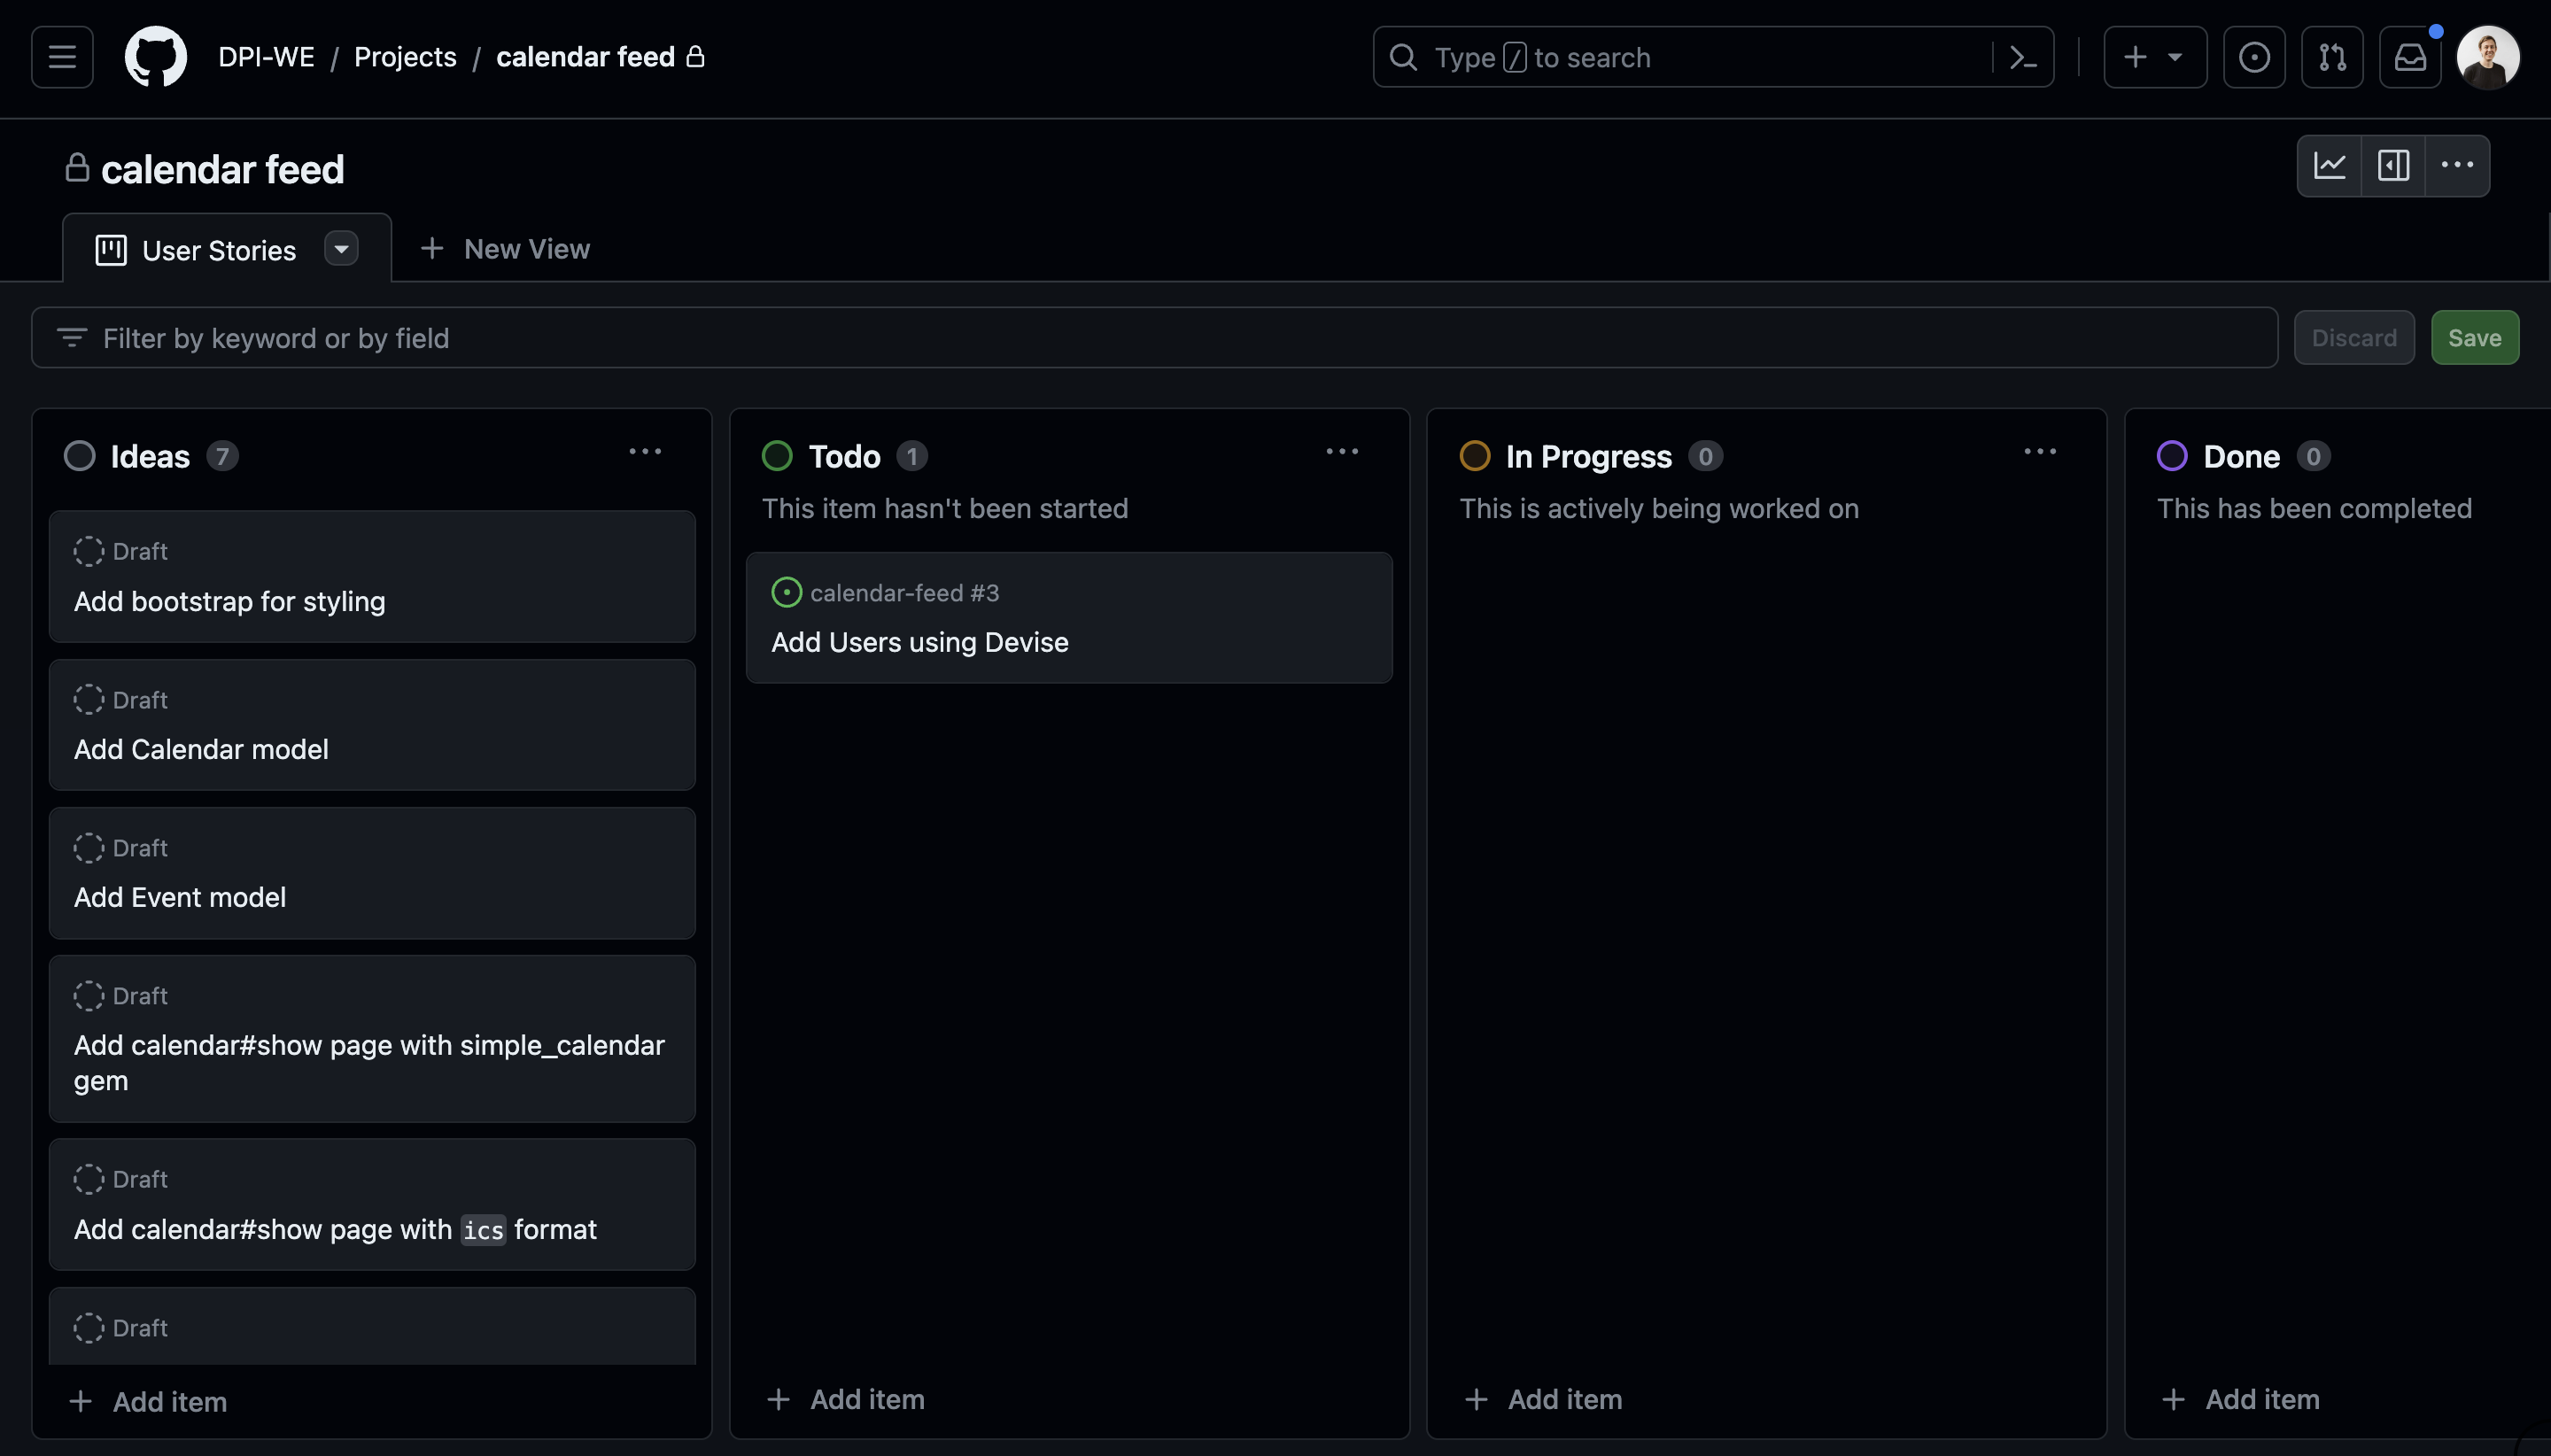 DPI-WE / Projects / calendar feed
Type / to search
calendar feed
User Stories
New View
Filter by keyword or by field
Discard
Save
Ideas 7
Draft
Add bootstrap for styling
Draft
Add Calendar model
Draft
Add Event model
Draft
Add calendar#show page with simple_calendar
gem
Draft
Add calendar#show page with ics format
Draft
+ Add item
Todo 1
This item hasn't been started
calendar-feed #3
Add Users using Devise
+ Add item
In Progress 0
This is actively being worked on
+ Add item
Done 0
This has been completed
+ Add item